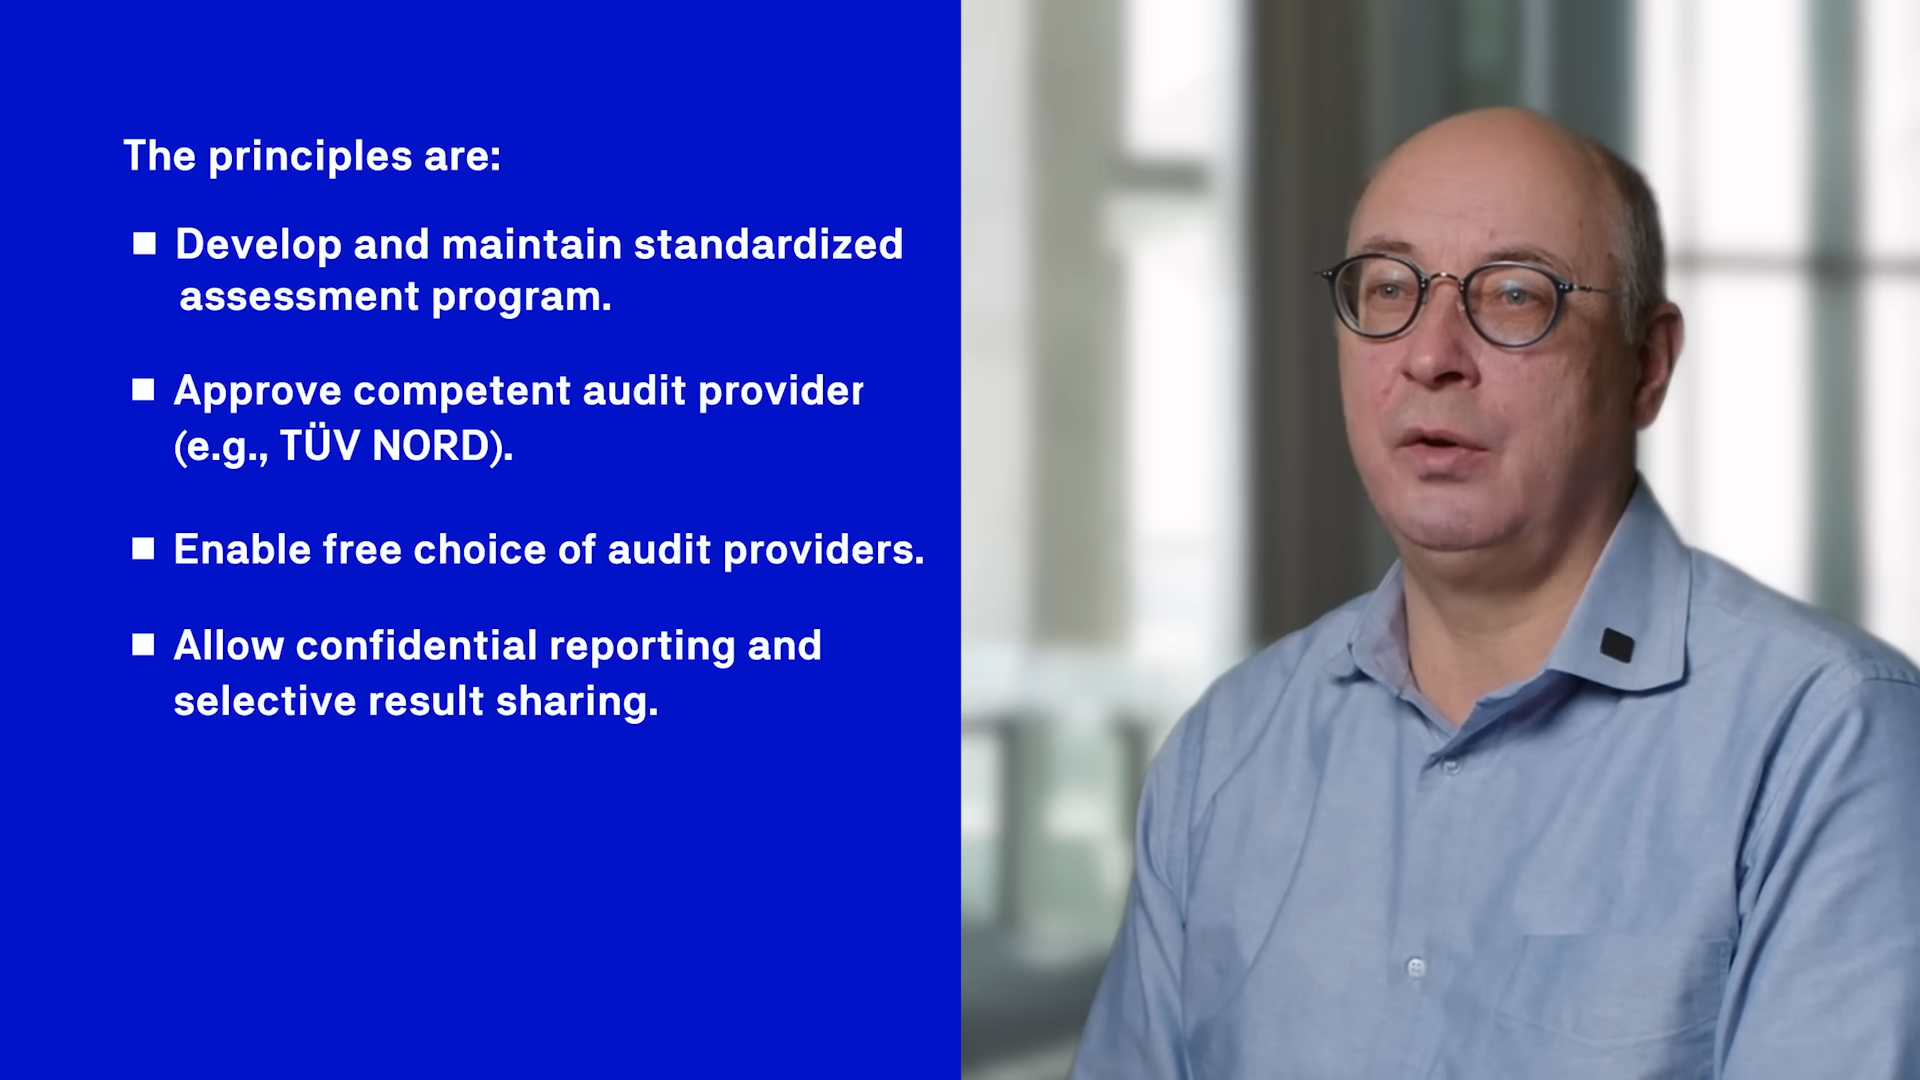 The principles are:
■ Develop and maintain standardized
assessment program.
■ Approve competent audit provider
(e.g., TÜV NORD).
■ Enable free choice of audit providers.
■ Allow confidential reporting and
selective result sharing.